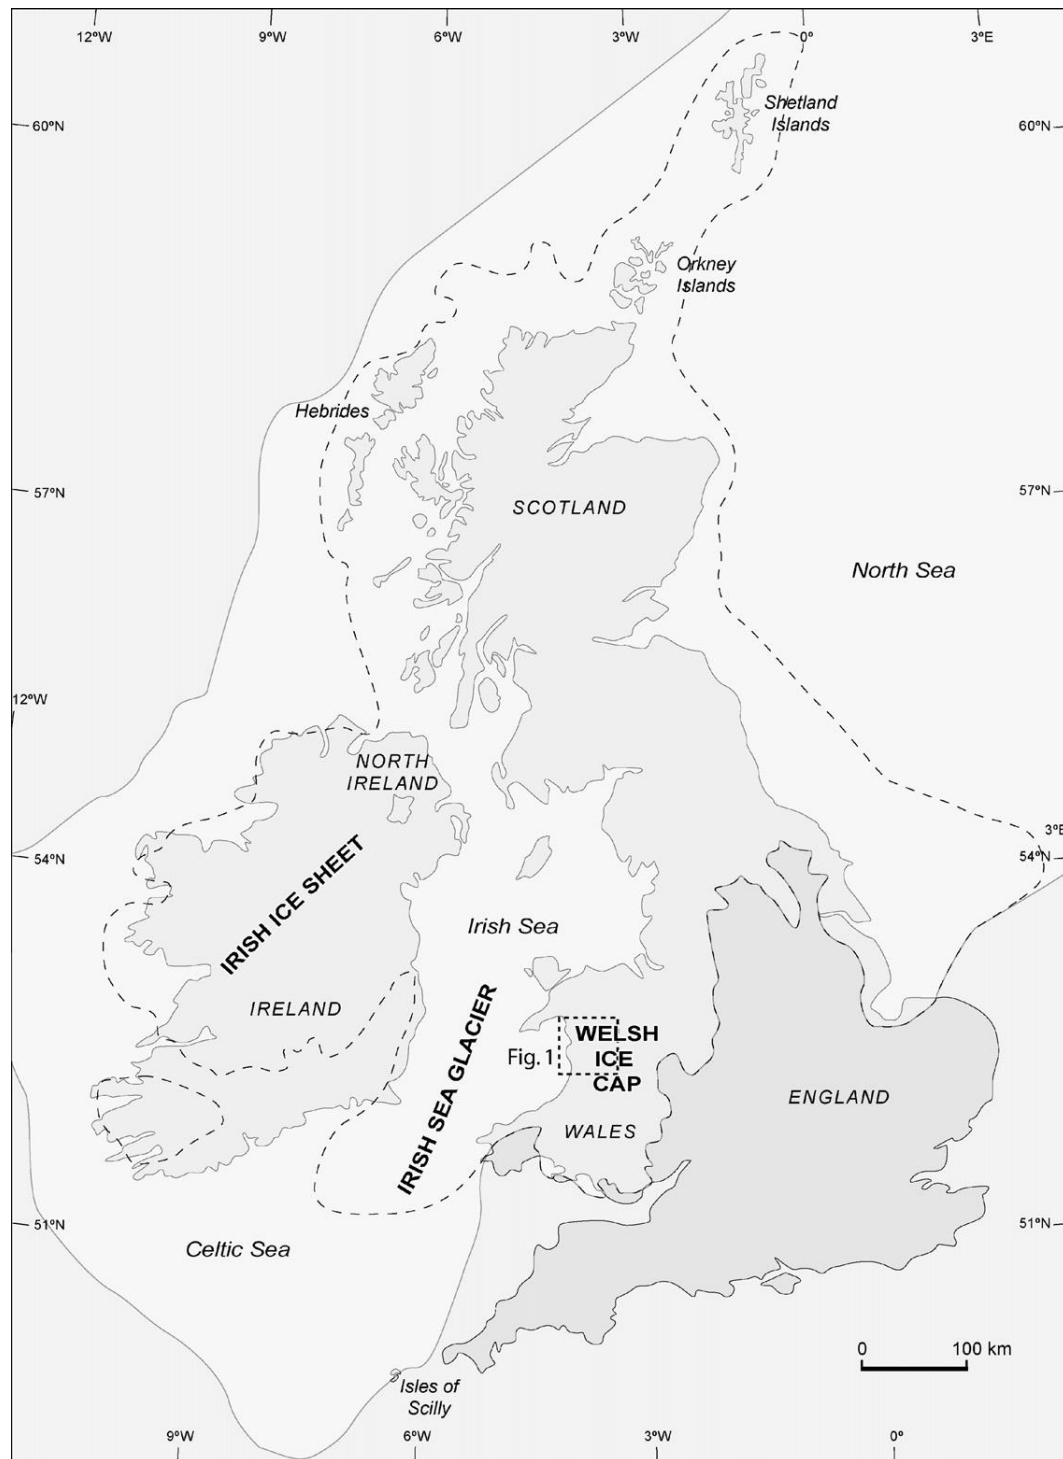 12ºW
9ºW
6ºW
3ºW
0º
3ºE
Shetland
Islands
60ºN
60ºN
Orkney
Islands
Hebrides
57ºN
57ºN
SCOTLAND
North Sea
12ºW
NORTH
IRELAND
3ºE
54ºN
54ºN
IRISH ICE SHEET
Irish Sea
IRELAND
IRISH SEA GLACIER
WELSH
ICE
CAP
Fig. 1
ENGLAND
WALES
51ºN
51ºN
Celtic Sea
0
100 km
Isles of
Scilly
9ºW
6ºW
3ºW
0º